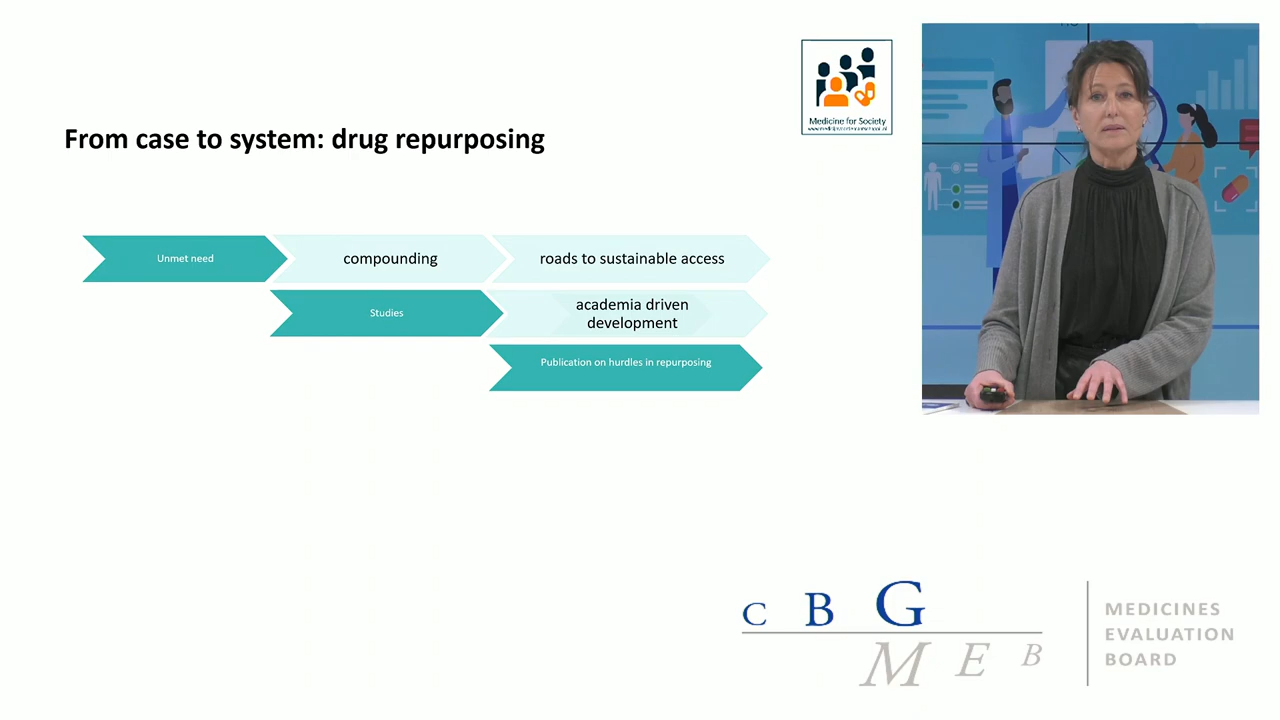 From case to system: drug repurposing
Medicine for Society
Unmet need
compounding
roads to sustainable access
Studies
academia driven
development
Publication on hurdles in repurposing
C B G
M E B
MEDICINES
EVALUATION
BOARD